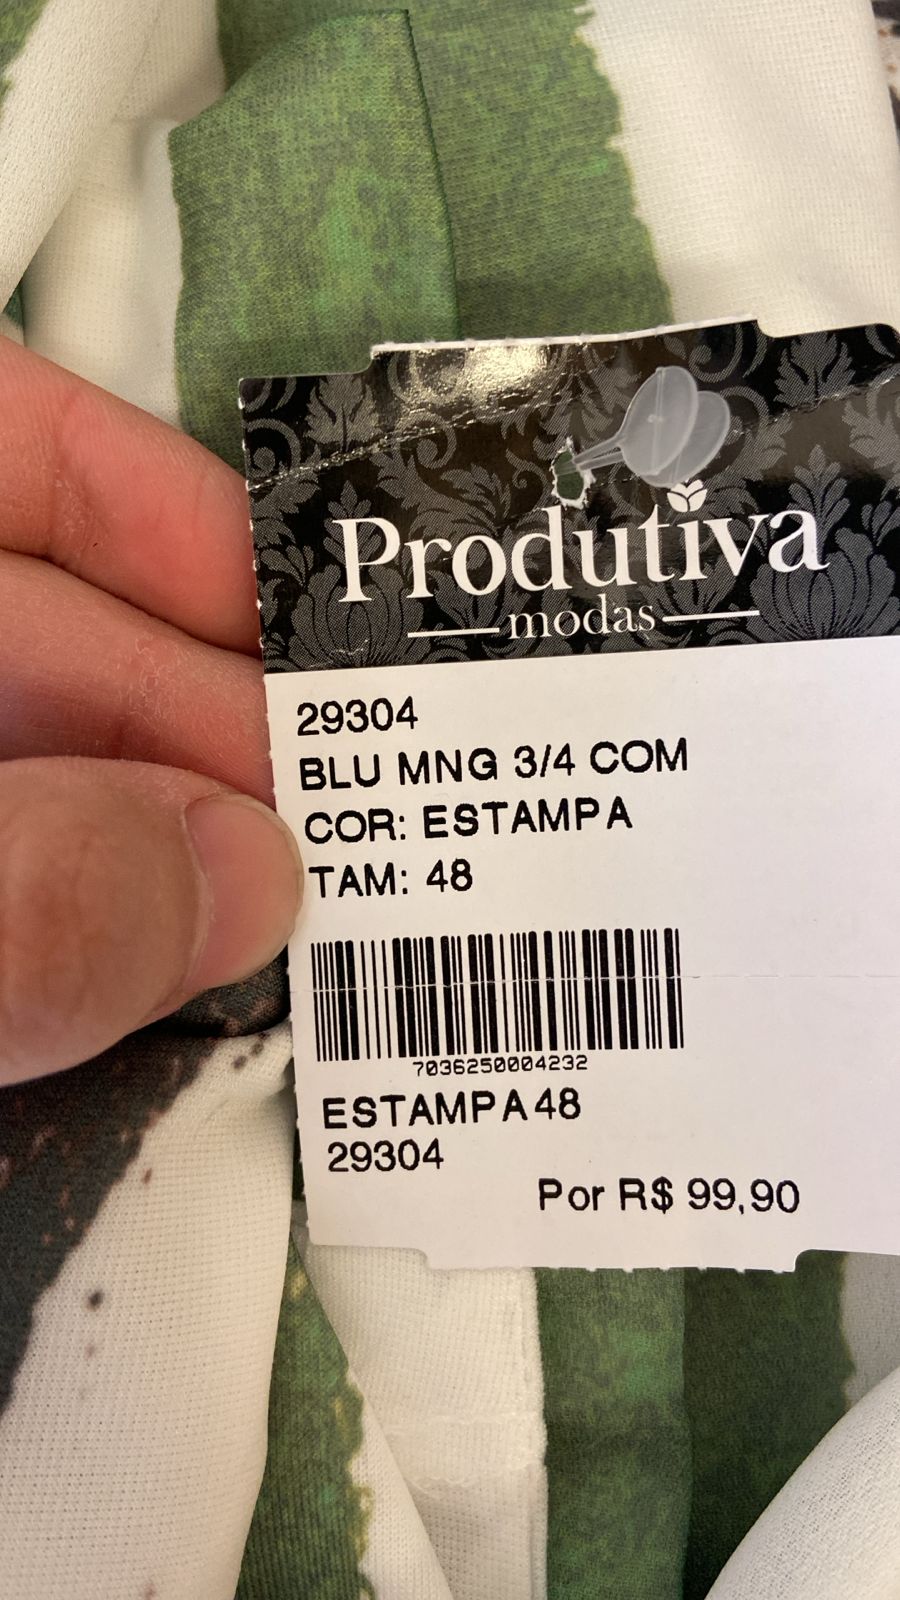 Produtiva
modas
29304
BLU MNG 3/4 COM
COR: ESTAMPA
TAM: 48
7036250004232
ESTAMPA48
29304
Por R$ 99,90